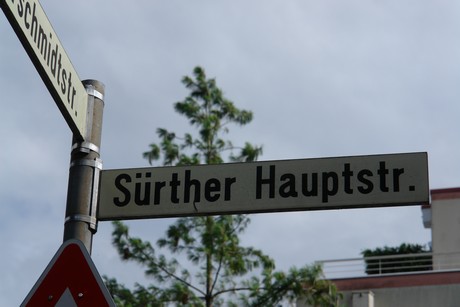 schmidtstr.
Sürther Hauptstr.